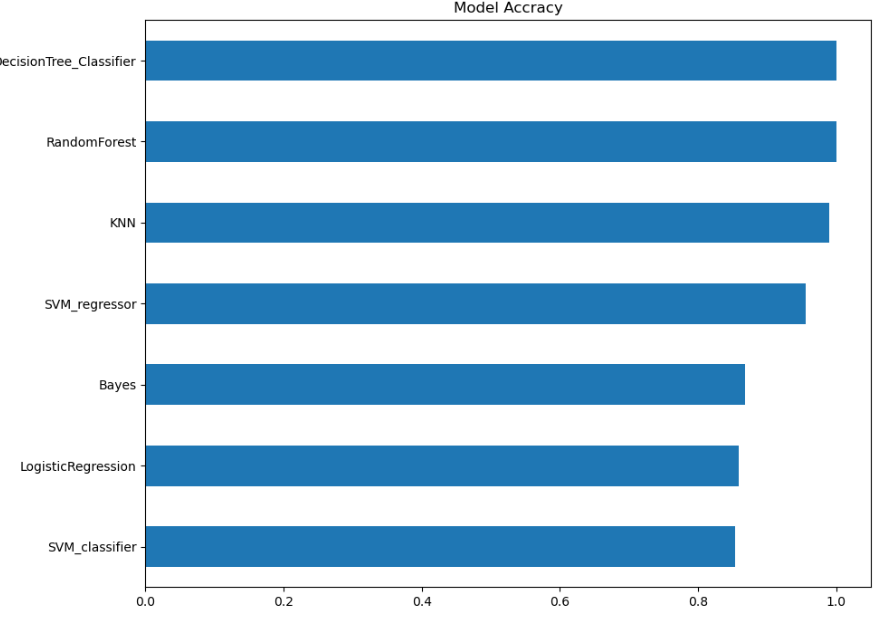 Model Accracy
DecisionTree_Classifier
RandomForest
KNN
SVM_regressor
Bayes
LogisticRegression
SVM_classifier
0.0 0.2 0.4 0.6 0.8 1.0